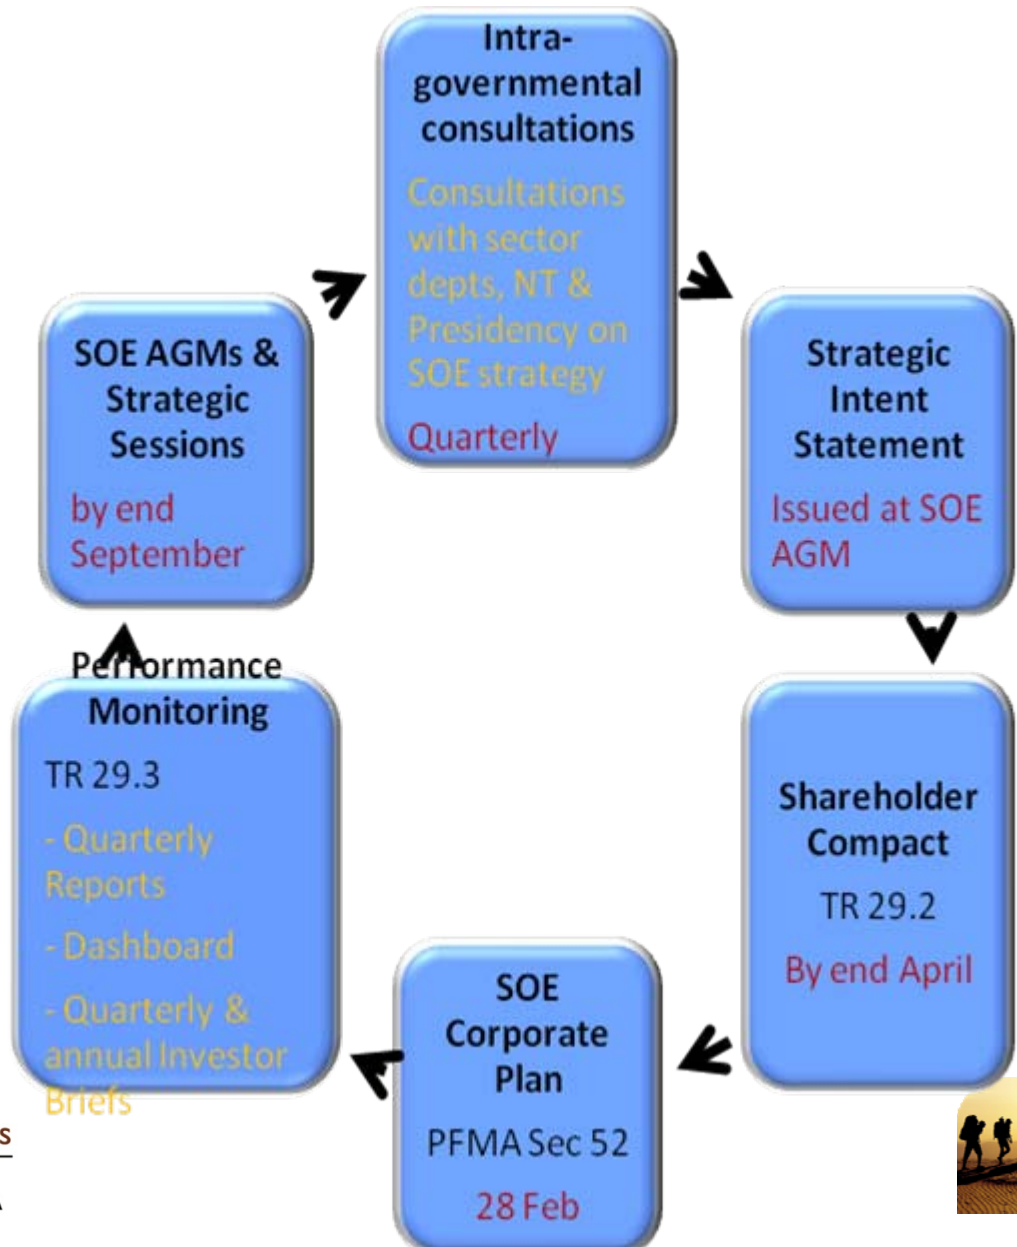 Intra-
governmental
consultations
Consultations
with sector
depts, NT &
Presidency on
SOE strategy
Quarterly
Strategic
Intent
Statement
Issued at SOE
AGM
Shareholder
Compact
TR 29.2
By end April
SOE
Corporate
Plan
PFMA Sec 52
28 Feb
Performance
Monitoring
TR 29.3
- Quarterly
Reports
- Dashboard
- Quarterly &
annual Investor
Briefs
SOE AGMs &
Strategic
Sessions
by end
September
s